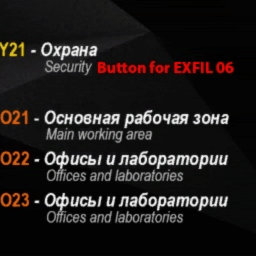 Y21 - Охрана
Security Button for EXFIL 06
O21 - Основная рабочая зона
Main working area
O22 - Офисы и лаборатории
Offices and laboratories
O23 - Офисы и лаборатории
Offices and laboratories